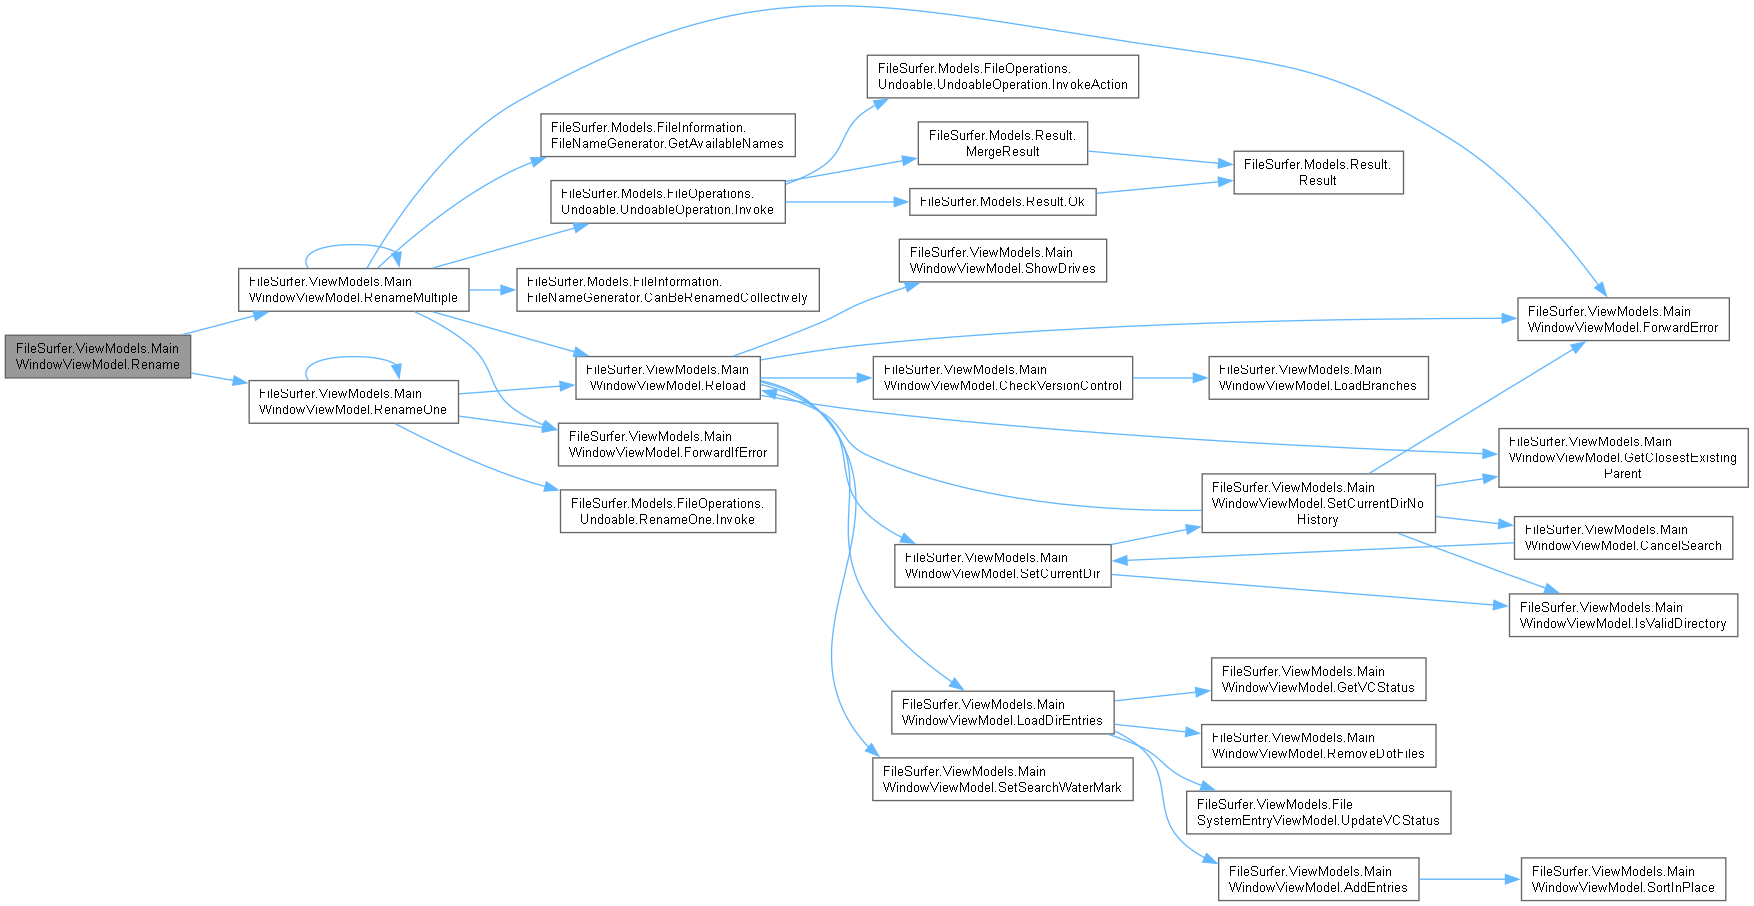 FileSurfer.ViewModels.Main
WindowViewModel.Rename
FileSurfer.ViewModels.Main
WindowViewModel.RenameMultiple
FileSurfer.ViewModels.Main
WindowViewModel.RenameOne
FileSurfer.Models.FileInformation.
FileNameGenerator.GetAvailableNames
FileSurfer.Models.FileOperations.
Undoable.UndoableOperation.Invoke
FileSurfer.Models.FileInformation.
FileNameGenerator.CanBeRenamedCollectively
FileSurfer.ViewModels.Main
WindowViewModel.Reload
FileSurfer.ViewModels.Main
WindowViewModel.ForwardIfError
FileSurfer.Models.FileOperations.
Undoable.RenameOne.Invoke
FileSurfer.Models.FileOperations.
Undoable.UndoableOperation.InvokeAction
FileSurfer.Models.Result.
MergeResult
FileSurfer.Models.Result.Ok
FileSurfer.ViewModels.Main
WindowViewModel.ShowDrives
FileSurfer.ViewModels.Main
WindowViewModel.CheckVersionControl
FileSurfer.ViewModels.Main
WindowViewModel.SetCurrentDir
FileSurfer.ViewModels.Main
WindowViewModel.LoadDirEntries
FileSurfer.ViewModels.Main
WindowViewModel.SetSearchWaterMark
FileSurfer.Models.Result.
Result
FileSurfer.ViewModels.Main
WindowViewModel.LoadBranches
FileSurfer.ViewModels.Main
WindowViewModel.SetCurrentDirNo
History
FileSurfer.ViewModels.Main
WindowViewModel.GetVCStatus
FileSurfer.ViewModels.Main
WindowViewModel.RemoveDotFiles
FileSurfer.ViewModels.File
SystemEntryViewModel.UpdateVCStatus
FileSurfer.ViewModels.Main
WindowViewModel.AddEntries
FileSurfer.ViewModels.Main
WindowViewModel.ForwardError
FileSurfer.ViewModels.Main
WindowViewModel.GetClosestExisting
Parent
FileSurfer.ViewModels.Main
WindowViewModel.CancelSearch
FileSurfer.ViewModels.Main
WindowViewModel.IsValidDirectory
FileSurfer.ViewModels.Main
WindowViewModel.SortInPlace